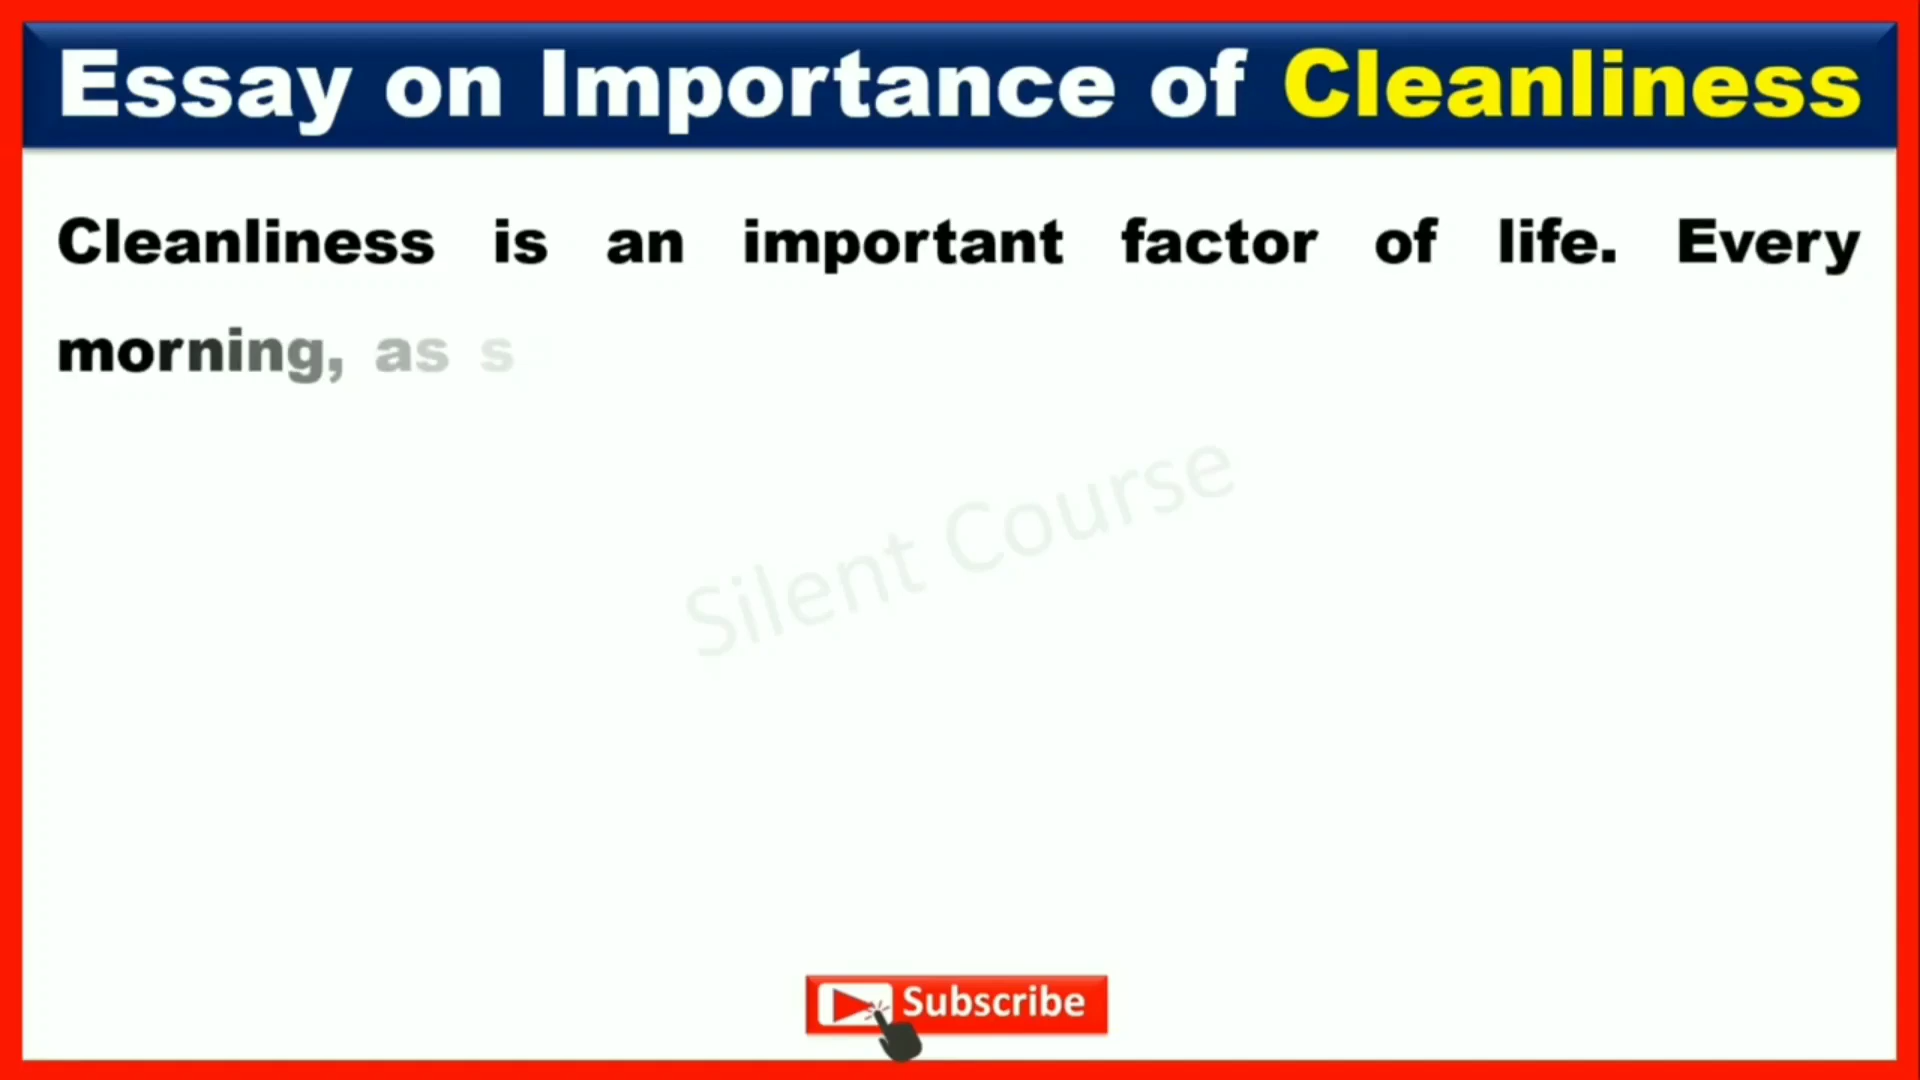 Essay on Importance of Cleanliness
Cleanliness is an important factor of life. Every
morning, as s
Silent Course
Subscribe